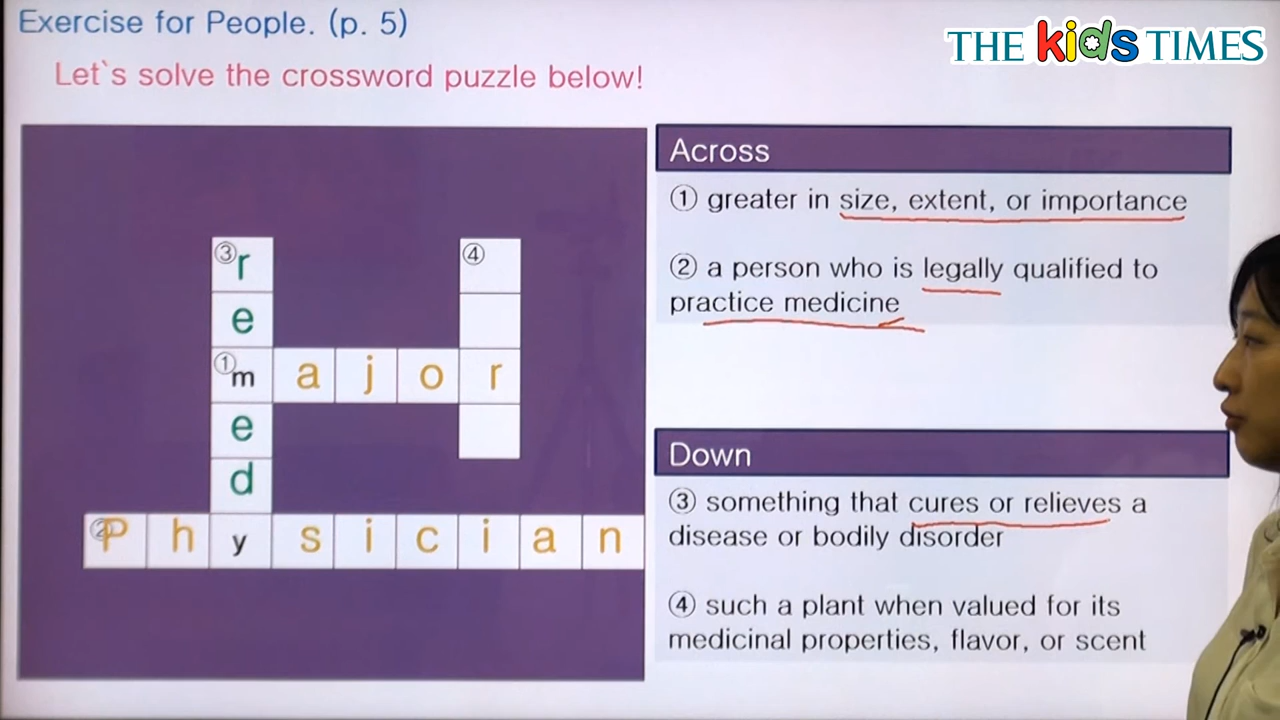 Exercise for People. (p. 5)
THE kids TIMES
Let`s solve the crossword puzzle below!
③ r
④
e
① m a j o r
e
d
② P h y s i c i a n
Across
① greater in size, extent, or importance
② a person who is legally qualified to
practice medicine
Down
③ something that cures or relieves a
disease or bodily disorder
④ such a plant when valued for its
medicinal properties, flavor, or scent